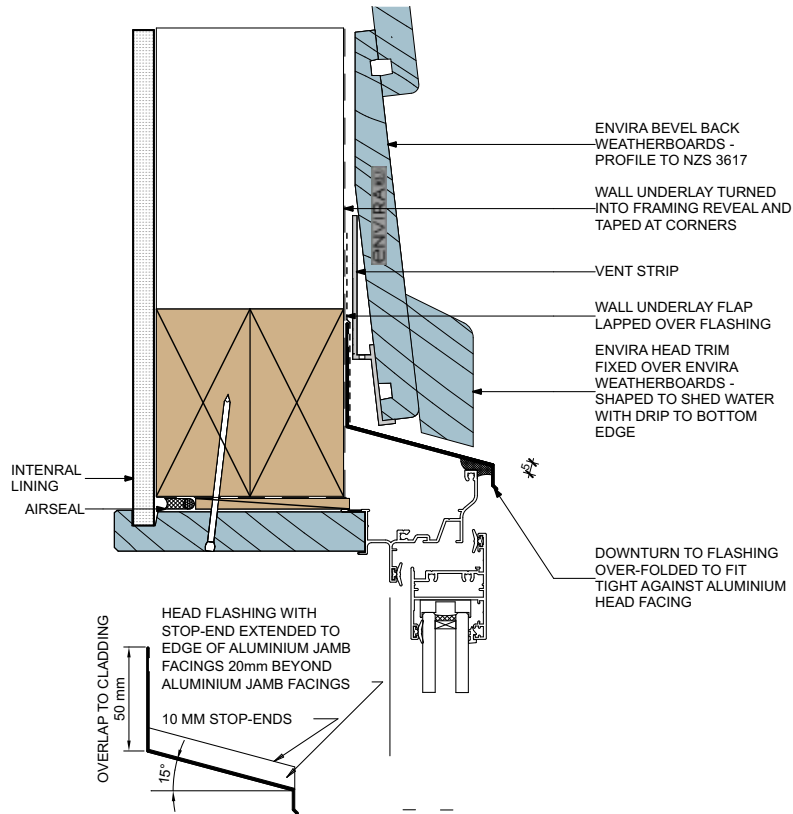 ENVIRA BEVEL BACK
WEATHERBOARDS -
PROFILE TO NZS 3617
WALL UNDERLAY TURNED
INTO FRAMING REVEAL AND
TAPED AT CORNERS
ENVIRA
VENT STRIP
WALL UNDERLAY FLAP
LAPPED OVER FLASHING
ENVIRA HEAD TRIM
FIXED OVER ENVIRA
WEATHERBOARDS -
SHAPED TO SHED WATER
WITH DRIP TO BOTTOM
EDGE
5
INTENRAL
LINING
AIRSEAL
DOWNTURN TO FLASHING
OVER-FOLDED TO FIT
TIGHT AGAINST ALUMINIUM
HEAD FACING
HEAD FLASHING WITH
STOP-END EXTENDED TO
EDGE OF ALUMINIUM JAMB
FACINGS 20mm BEYOND
ALUMINIUM JAMB FACINGS
10 MM STOP-ENDS
OVERLAP TO CLADDING
50 mm
15°